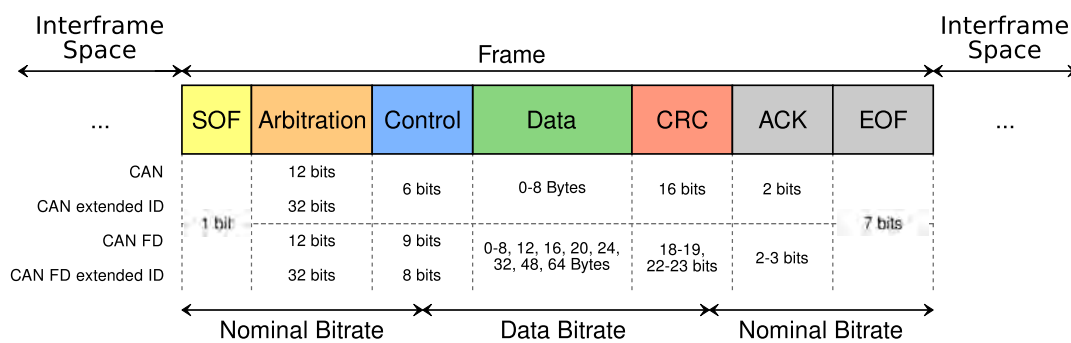 Interframe
Space
Frame
Interframe
Space
...
SOF
Arbitration
Control
Data
CRC
ACK
EOF
...
CAN
12 bits
6 bits
0-8 Bytes
16 bits
2 bits
CAN extended ID
32 bits
1 bit
7 bits
CAN FD
12 bits
9 bits
0-8, 12, 16, 20, 24,
32, 48, 64 Bytes
18-19,
22-23 bits
2-3 bits
CAN FD extended ID
32 bits
8 bits
Nominal Bitrate
Data Bitrate
Nominal Bitrate